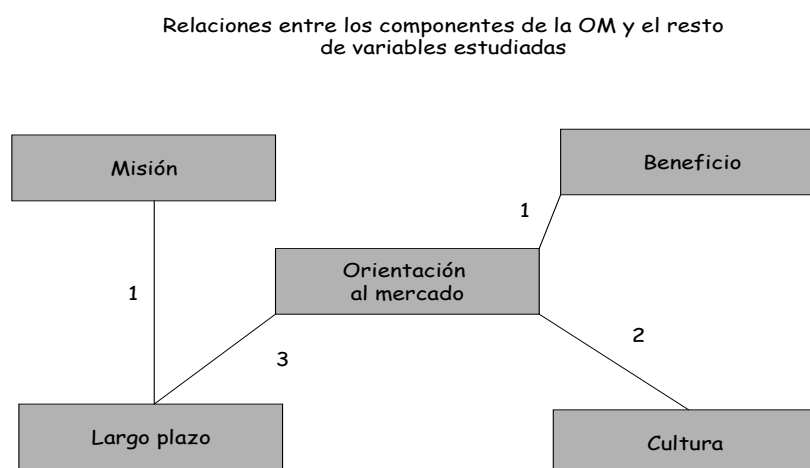 Relaciones entre los componentes de la OM y el resto
de variables estudiadas
Misión
Beneficio
1
Orientación
al mercado
1
2
3
Largo plazo
Cultura